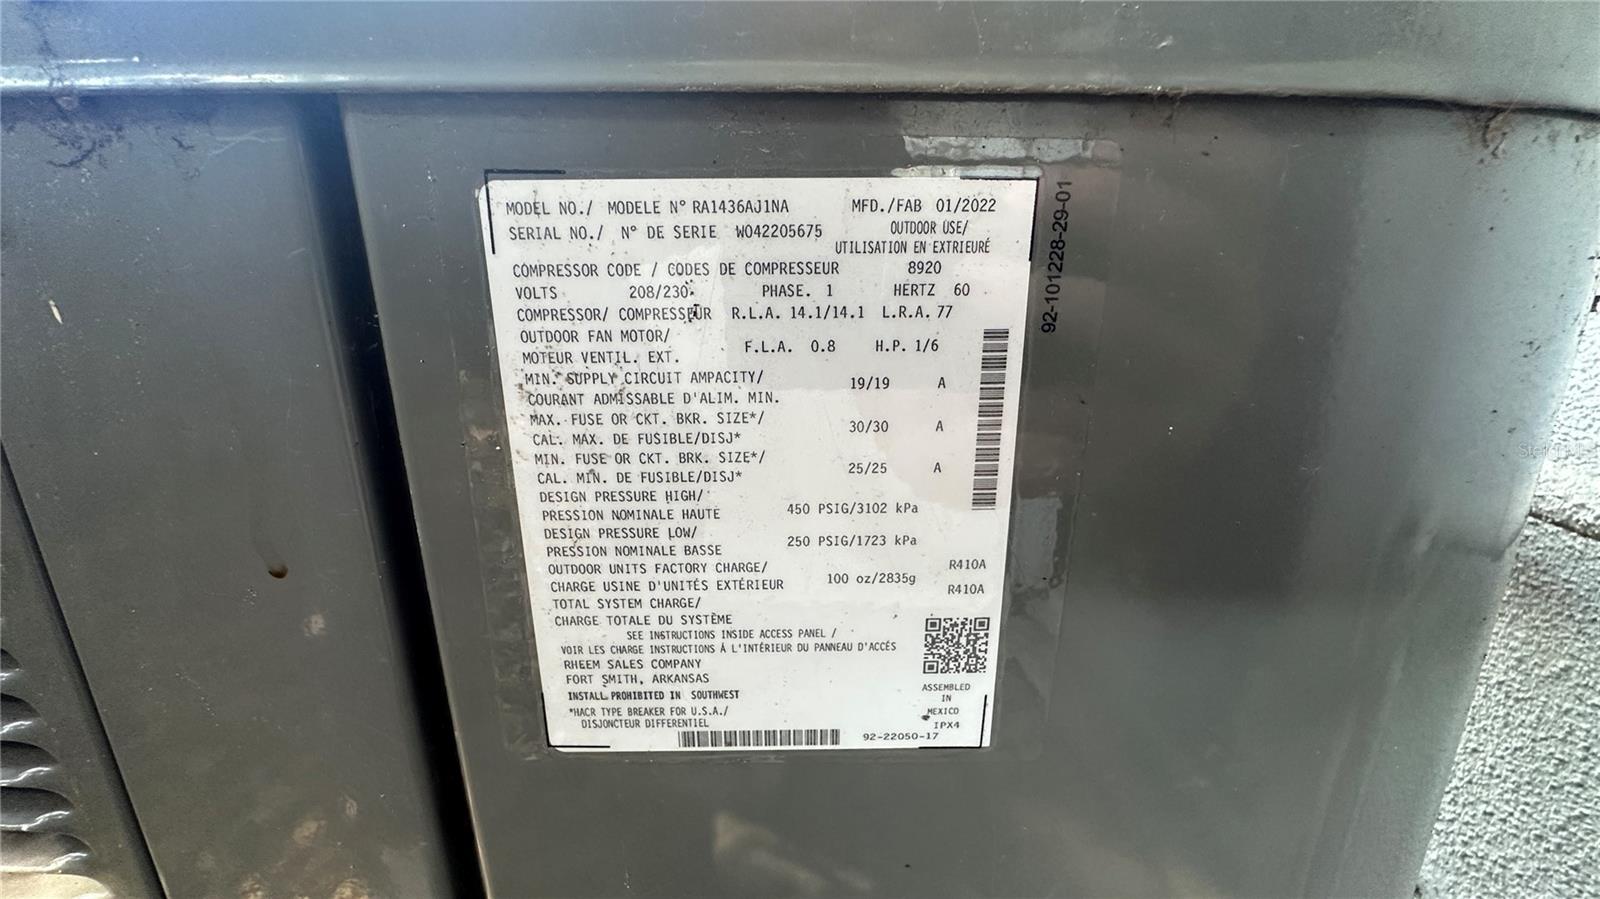 MODEL NO./ MODELE N° RA1436AJ1NA MFD./FAB 01/2022
SERIAL NO./ N° DE SERIE W042205675 OUTDOOR USE/
UTILISATION EN EXTRIEURÉ
COMPRESSOR CODE / CODES DE COMPRESSEUR 8920
VOLTS 208/230 PHASE. 1 HERTZ 60
COMPRESSOR/ COMPRESSEUR R.L.A. 14.1/14.1 L.R.A. 77
OUTDOOR FAN MOTOR/
MOTEUR VENTIL. EXT. F.L.A. 0.8 H.P. 1/6
MIN. SUPPLY CIRCUIT AMPACITY/
COURANT ADMISSABLE D'ALIM. MIN. 19/19 A
MAX. FUSE OR CKT. BKR. SIZE*/
CAL. MAX. DE FUSIBLE/DISJ* 30/30 A
MIN. FUSE OR CKT. BRK. SIZE*/
CAL. MIN. DE FUSIBLE/DISJ* 25/25 A
DESIGN PRESSURE HIGH/
PRESSION NOMINALE HAUTE 450 PSIG/3102 kPa
DESIGN PRESSURE LOW/
PRESSION NOMINALE BASSE 250 PSIG/1723 kPa
OUTDOOR UNITS FACTORY CHARGE/ R410A
CHARGE USINE D'UNITÉS EXTÉRIEUR 100 oz/2835g R410A
TOTAL SYSTEM CHARGE/
CHARGE TOTALE DU SYSTÈME
SEE INSTRUCTIONS INSIDE ACCESS PANEL /
VOIR LES CHARGE INSTRUCTIONS À L'INTÉRIEUR DU PANNEAU D'ACCÉS
RHEEM SALES COMPANY
FORT SMITH, ARKANSAS
INSTALL PROHIBITED IN SOUTHWEST
*HACR TYPE BREAKER FOR U.S.A./
DISJONCTEUR DIFFERENTIEL
ASSEMBLED
IN
MEXICO
IPX4
92-22050-17
92-101228-29-01